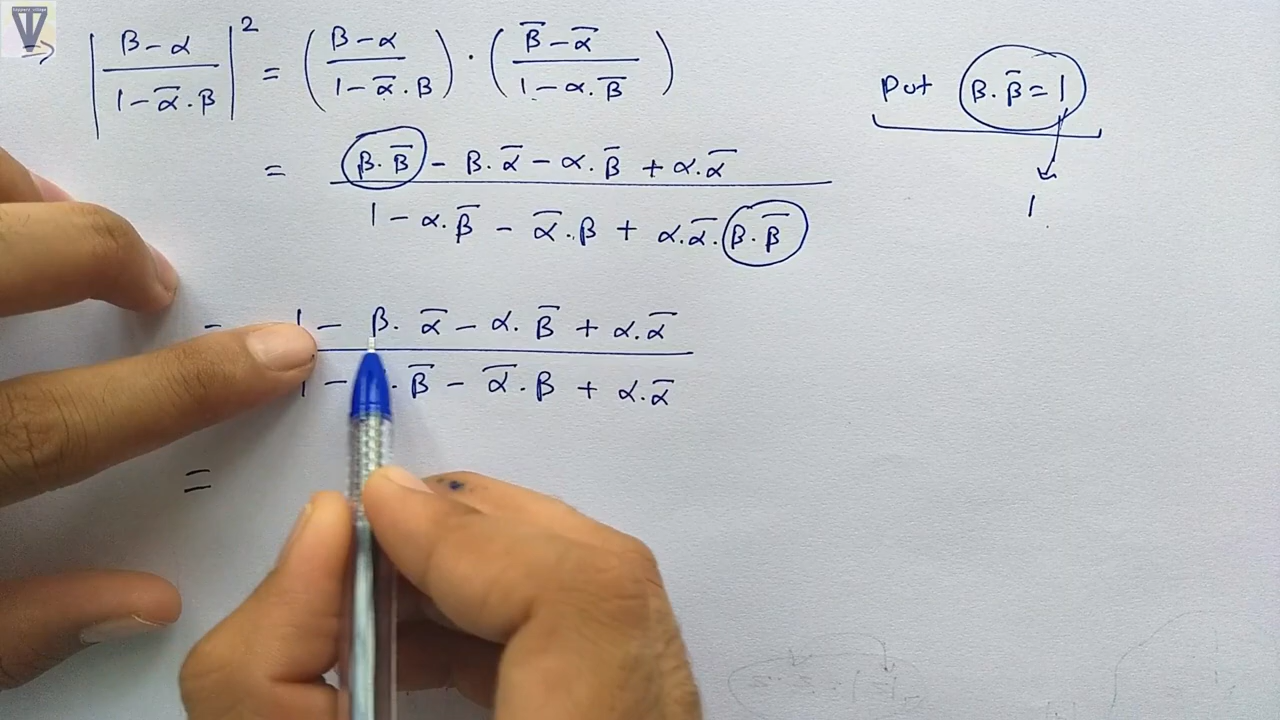 ⇒ |β-α / 1-ᾱ.β|² = (β-α / 1-ᾱ.β) . (β̄-ᾱ / 1-α.β̄)
Put β.β̄=1
1
= β.β̄ - β.ᾱ - α.β̄ + α.ᾱ
1 - α.β̄ - ᾱ.β + α.ᾱ.β.β̄
= 1 - β.ᾱ - α.β̄ + α.ᾱ
1 - .β̄ - ᾱ.β + α.ᾱ
=